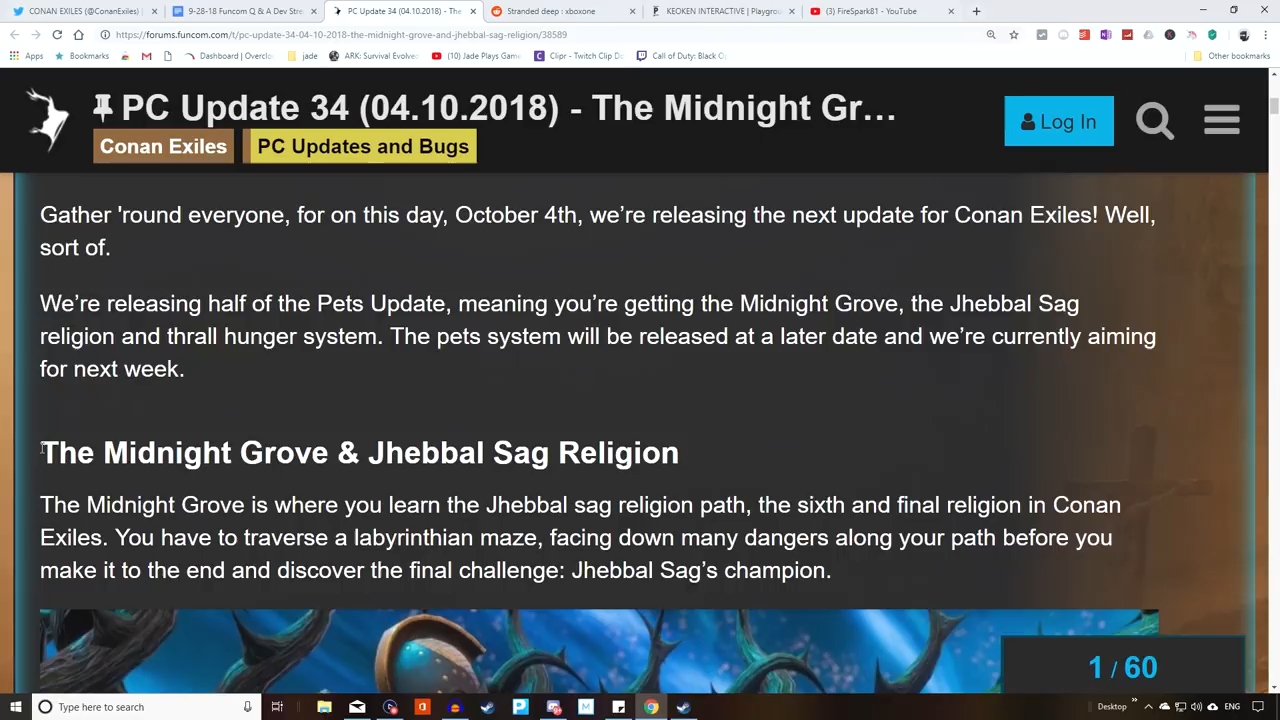 CONAN EXILES (@ConanExiles)
9-28-18 Funcom Q & A Dev Stre
PC Update 34 (04.10.2018) - The
Stranded deep : xboxone
KEOKEN INTERACTIVE | Playgrou
(3) FireSpark81 - YouTube
https://forums.funcom.com/t/pc-update-34-04-10-2018-the-midnight-grove-and-jhebbal-sag-religion/38589
Apps
Bookmarks
Dashboard | Overclo
jade
ARK: Survival Evolve
(10) Jade Plays Game
Clipr - Twitch Clip D
Call of Duty: Black O
Other bookmarks
PC Update 34 (04.10.2018) - The Midnight Gr…
Conan Exiles
PC Updates and Bugs
Log In
Gather 'round everyone, for on this day, October 4th, we’re releasing the next update for Conan Exiles! Well,
sort of.
We’re releasing half of the Pets Update, meaning you’re getting the Midnight Grove, the Jhebbal Sag
religion and thrall hunger system. The pets system will be released at a later date and we’re currently aiming
for next week.
The Midnight Grove & Jhebbal Sag Religion
The Midnight Grove is where you learn the Jhebbal sag religion path, the sixth and final religion in Conan
Exiles. You have to traverse a labyrinthian maze, facing down many dangers along your path before you
make it to the end and discover the final challenge: Jhebbal Sag’s champion.
1 / 60
Type here to search
Desktop
ENG